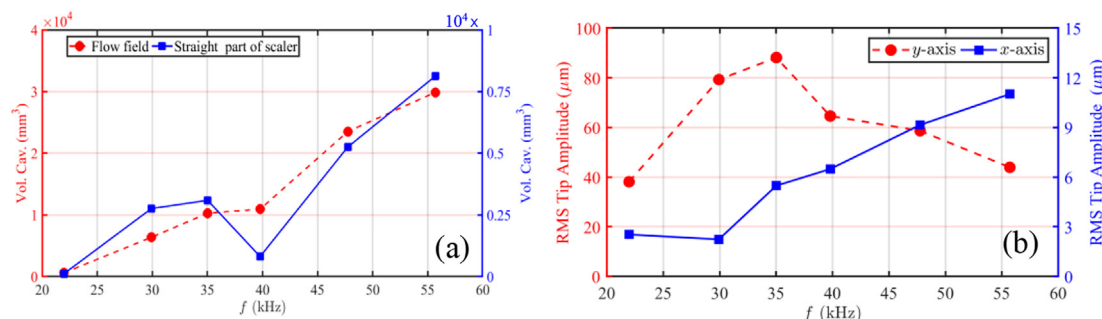 ×10⁴
10⁴×
Flow field
Straight part of scaler
Vol. Cav. (mm³)
4
3
2
1
0
1
0.75
0.5
0.25
0
Vol. Cav. (mm³)
20 25 30 35 40 45 50 55 60
f (kHz)
(a)
y-axis
x-axis
RMS Tip Amplitude (μm)
100
80
60
40
20
0
15
12
9
6
3
0
RMS Tip Amplitude (μm)
20 25 30 35 40 45 50 55 60
f (kHz)
(b)